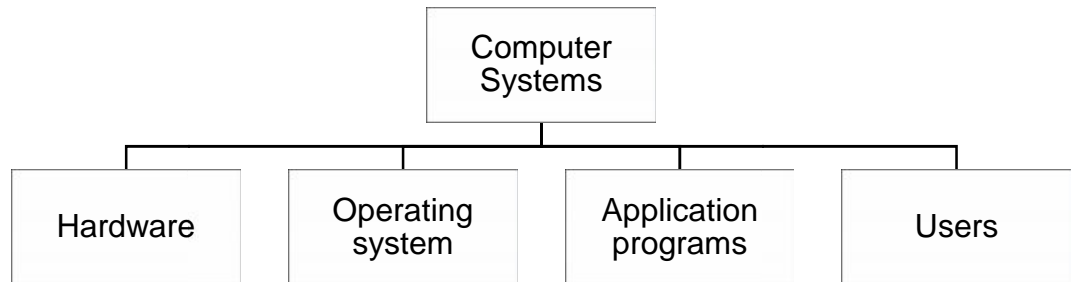 Computer
Systems
Hardware
Operating
system
Application
programs
Users